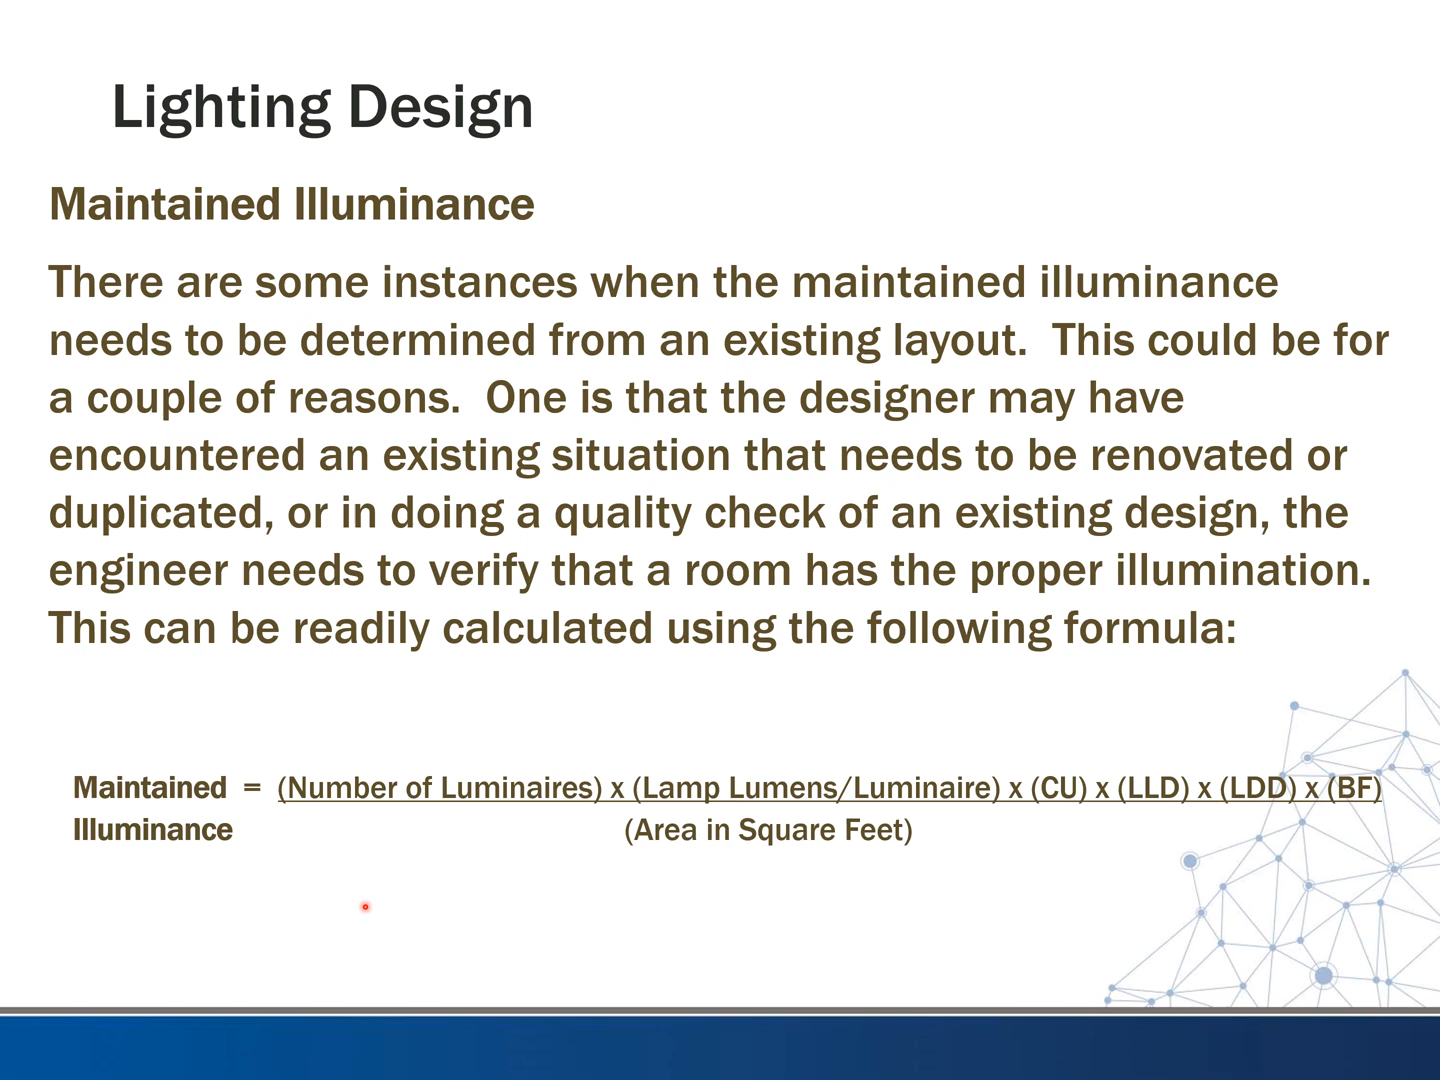 Lighting Design
Maintained Illuminance
There are some instances when the maintained illuminance
needs to be determined from an existing layout.  This could be for
a couple of reasons.  One is that the designer may have
encountered an existing situation that needs to be renovated or
duplicated, or in doing a quality check of an existing design, the
engineer needs to verify that a room has the proper illumination.
This can be readily calculated using the following formula:
Maintained = (Number of Luminaires) x (Lamp Lumens/Luminaire) x (CU) x (LLD) x (LDD) x (BF)
Illuminance (Area in Square Feet)